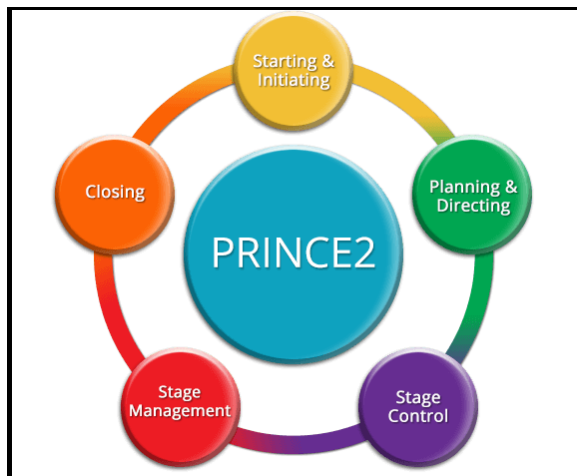 Starting &
Initiating
Planning &
Directing
Stage
Control
Stage
Management
Closing
PRINCE2